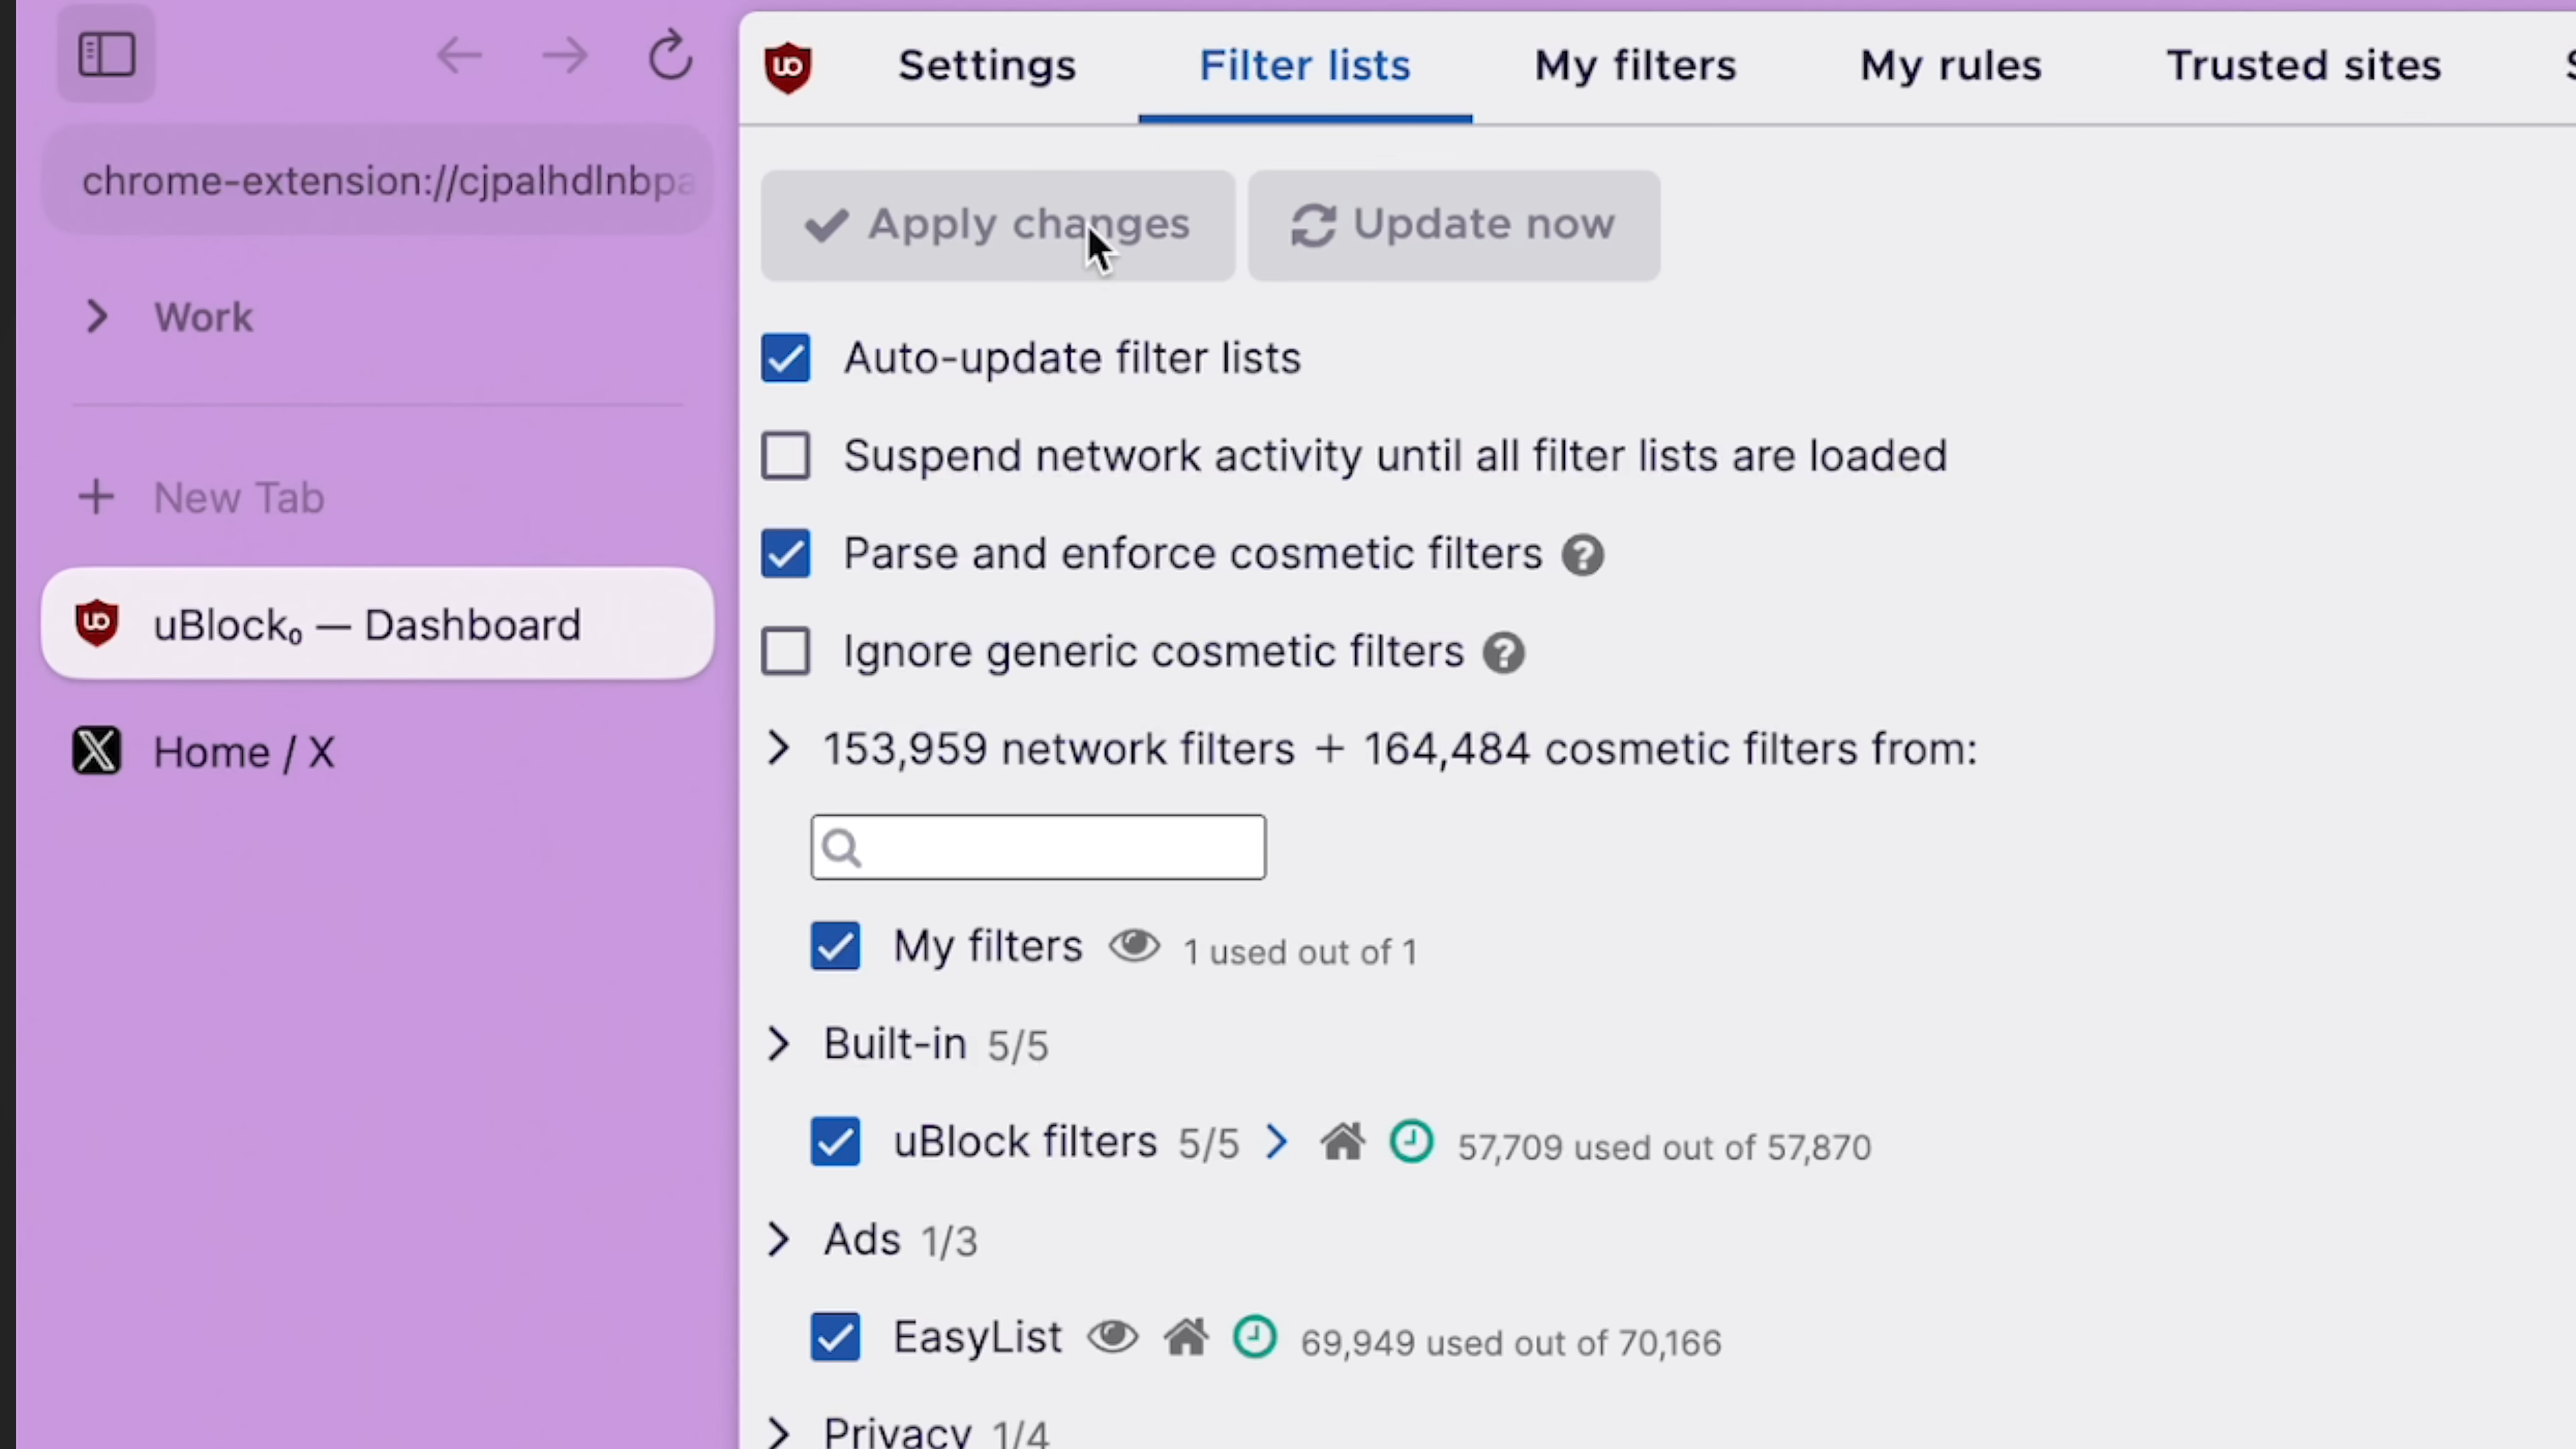 Settings
Filter lists
My filters
My rules
Trusted sites
chrome-extension://cjpalhdlnbpa
Work
New Tab
uBlock₀ — Dashboard
Home / X
Apply changes
Update now
Auto-update filter lists
Suspend network activity until all filter lists are loaded
Parse and enforce cosmetic filters
Ignore generic cosmetic filters
153,959 network filters + 164,484 cosmetic filters from:
My filters 1 used out of 1
Built-in 5/5
uBlock filters 5/5 57,709 used out of 57,870
Ads 1/3
EasyList 69,949 used out of 70,166
Privacy 1/4